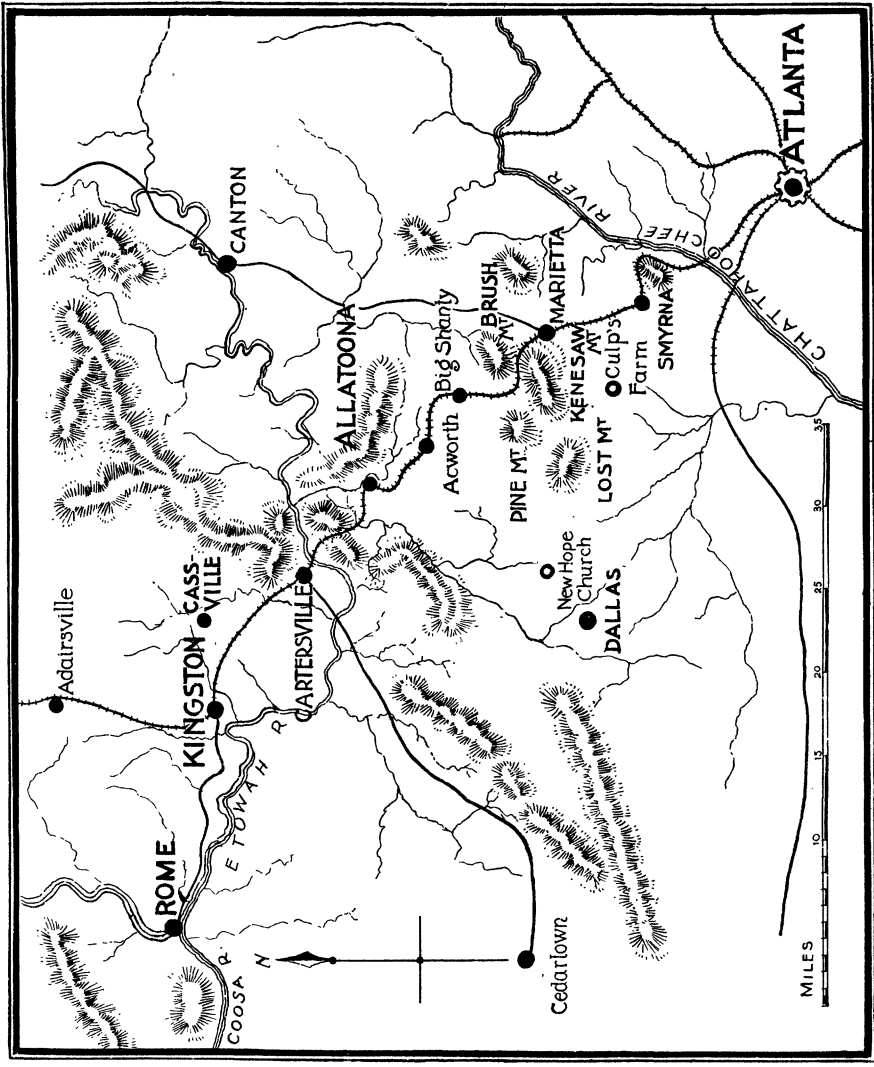 Adairsville
ROME
KINGSTON
CASS-
VILLE
CANTON
ETOWAH R
COOSA R
N
CARTERSVILLE
ALLATOONA
Acworth
Big Shanty
BRUSH
MT
MARIETTA
PINE MT
KENESAW
MT
LOST MT
Culp's
Farm
SMYRNA
New Hope
Church
DALLAS
Cedartown
CHATTAHOO CHEE
RIVER
ATLANTA
MILES
10
15
20
25
30
35